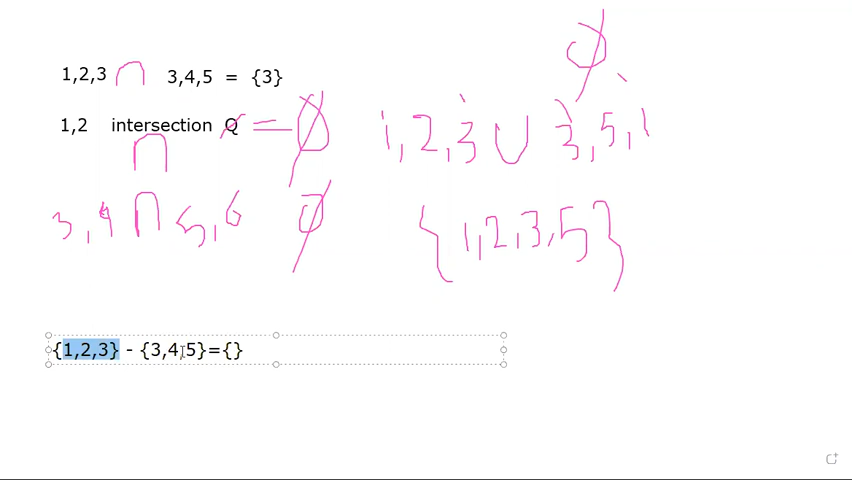 ∅
1,2,3 ∩ 3,4,5 = {3}
1,2 intersection ∅ = ∅
∩
1,2,3 ∪ 3,5,1
3,4 ∩ 5,6 ∅
{1,2,3,5}
{1,2,3} - {3,4,5}={}